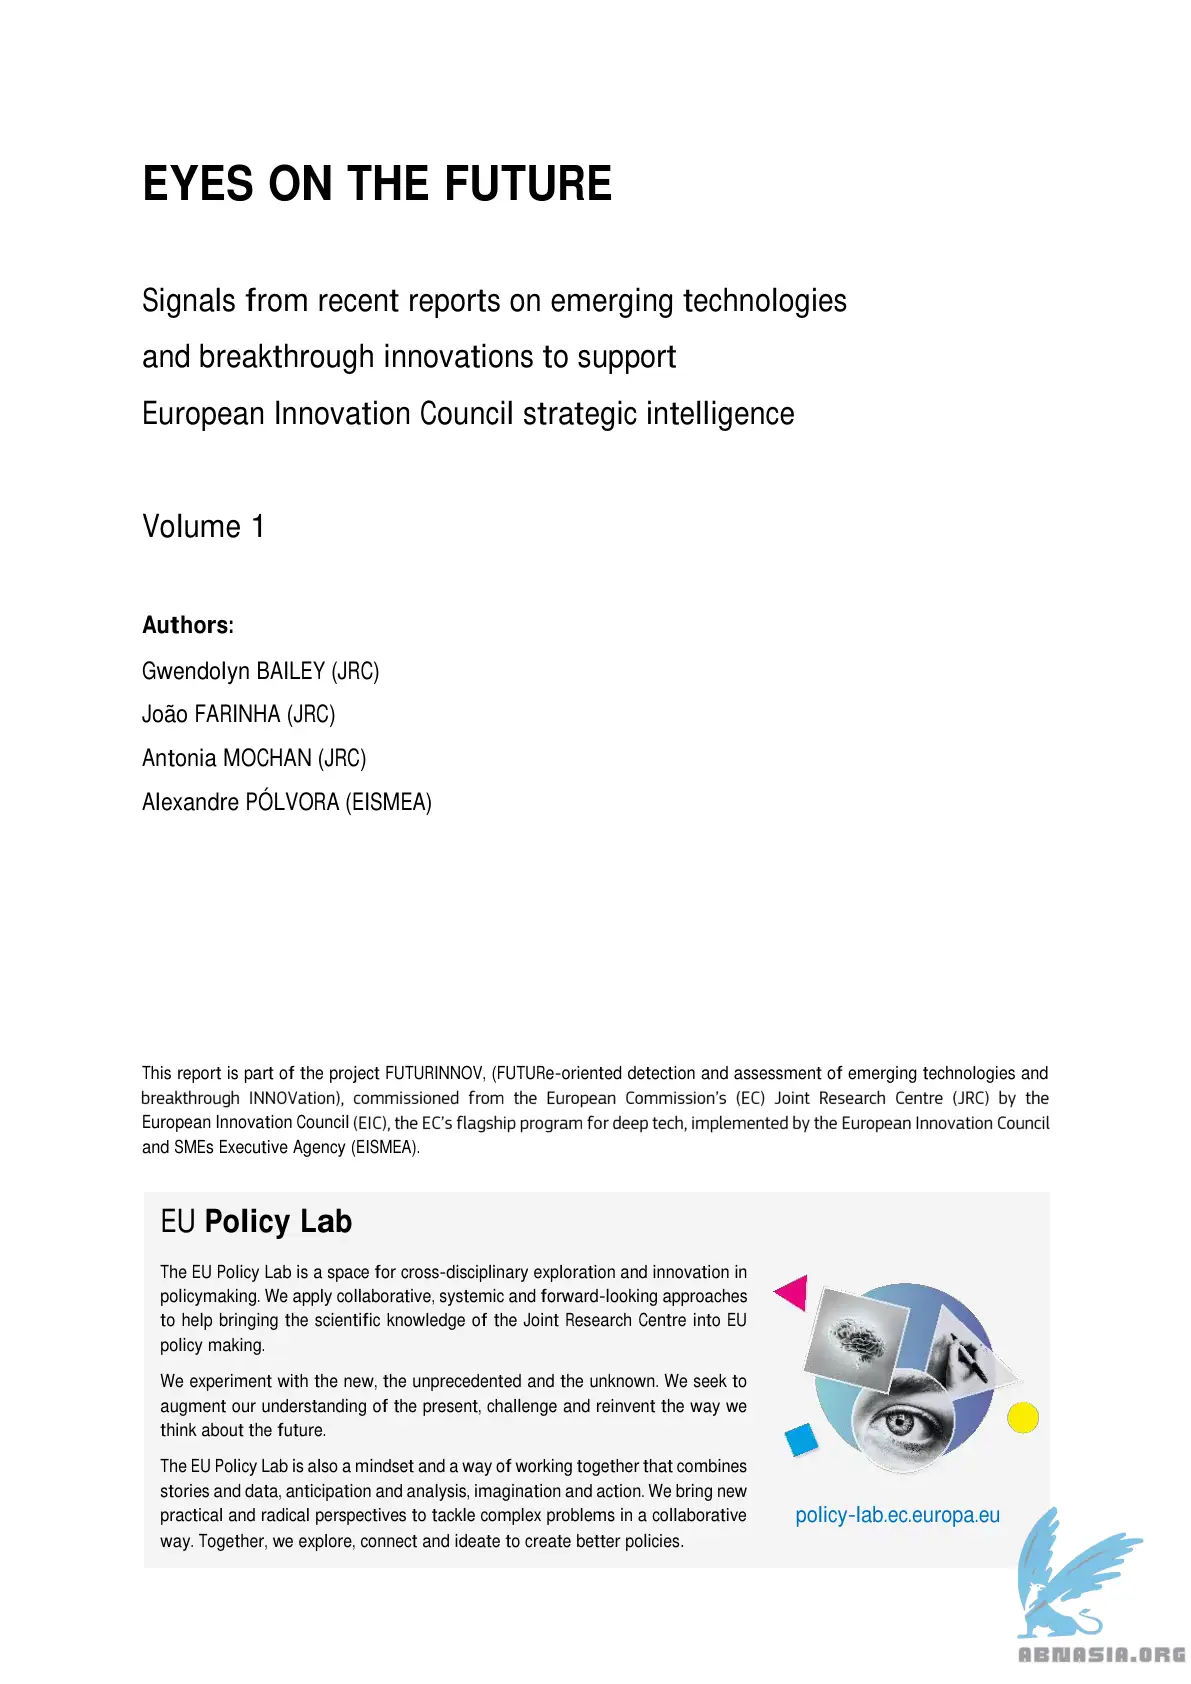 EYES ON THE FUTURE
Signals from recent reports on emerging technologies
and breakthrough innovations to support
European Innovation Council strategic intelligence
Volume 1
Authors:
Gwendolyn BAILEY (JRC)
João FARINHA (JRC)
Antonia MOCHAN (JRC)
Alexandre PÓLVORA (EISMEA)
This report is part of the project FUTURINNOV, (FUTURe-oriented detection and assessment of emerging technologies and
breakthrough INNOVation), commissioned from the European Commission's (EC) Joint Research Centre (JRC) by the
European Innovation Council (EIC), the EC's flagship program for deep tech, implemented by the European Innovation Council
and SMEs Executive Agency (EISMEA).
EU Policy Lab
The EU Policy Lab is a space for cross-disciplinary exploration and innovation in
policymaking. We apply collaborative, systemic and forward-looking approaches
to help bringing the scientific knowledge of the Joint Research Centre into EU
policy making.
We experiment with the new, the unprecedented and the unknown. We seek to
augment our understanding of the present, challenge and reinvent the way we
think about the future.
The EU Policy Lab is also a mindset and a way of working together that combines
stories and data, anticipation and analysis, imagination and action. We bring new
practical and radical perspectives to tackle complex problems in a collaborative
way. Together, we explore, connect and ideate to create better policies.
policy-lab.ec.europa.eu
ABNASIA.ORG